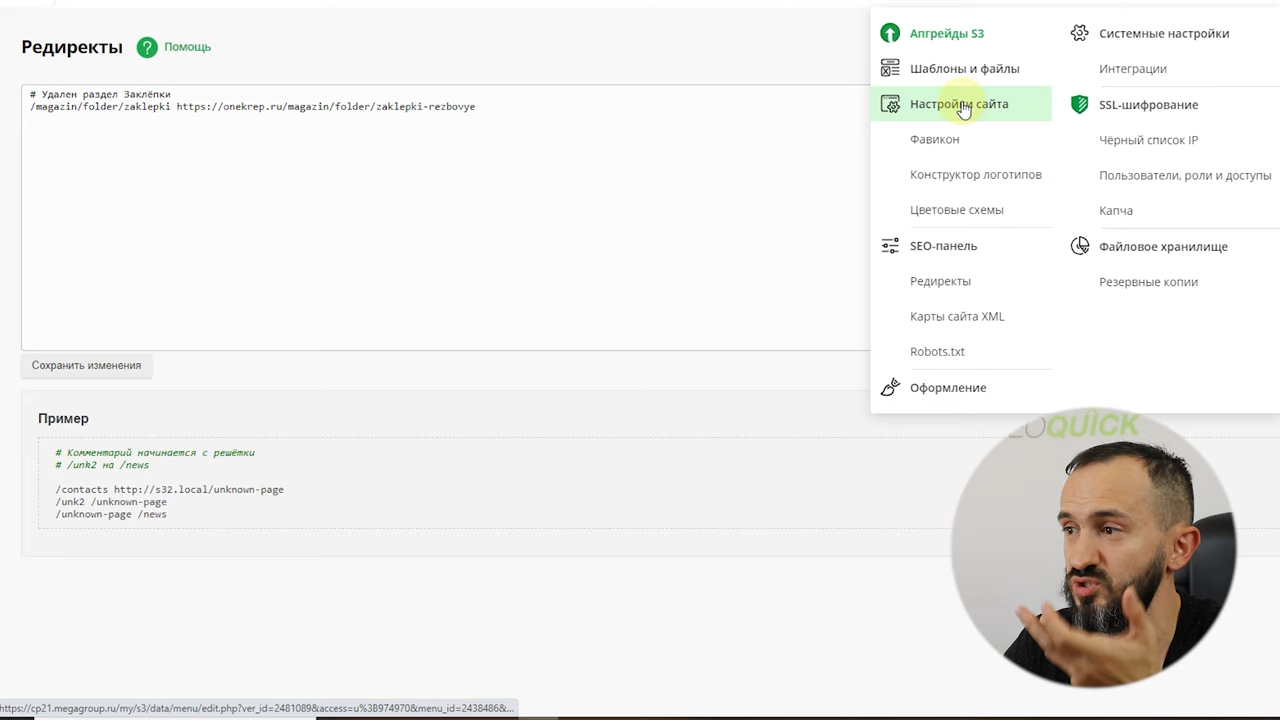 Редиректы ? Помощь
# Удален раздел Заклёпки
/magazin/folder/zaklepki https://onekrep.ru/magazin/folder/zaklepki-rezbovye
Сохранить изменения
Пример
# Комментарий начинается с решётки
# /unk2 на /news
/contacts http://s32.local/unknown-page
/unk2 /unknown-page
/unknown-page /news
Апгрейды S3
Шаблоны и файлы
Настройки сайта
Фавикон
Конструктор логотипов
Цветовые схемы
SEO-панель
Редиректы
Карты сайта XML
Robots.txt
Оформление
Системные настройки
Интеграции
SSL-шифрование
Чёрный список IP
Пользователи, роли и доступы
Капча
Файловое хранилище
Резервные копии
QUICK
https://cp21.megagroup.ru/my/s3/data/menu/edit.php?ver_id=2481089&access=u%3B974970&menu_id=2438486&...